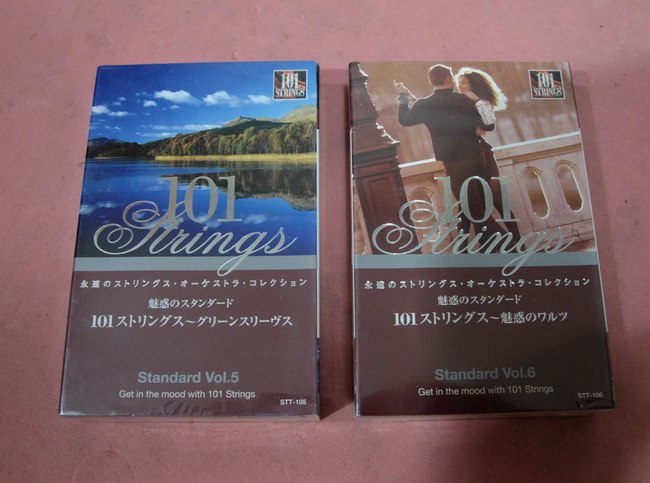 101
STRINGS
101
Strings
永遠のストリングス・オーケストラ・コレクション
魅惑のスタンダード
101ストリングス〜グリーンスリーヴス
Standard Vol.5
Get in the mood with 101 Strings
STT-105
101
STRINGS
101
Strings
永遠のストリングス・オーケストラ・コレクション
魅惑のスタンダード
101ストリングス〜魅惑のワルツ
Standard Vol.6
Get in the mood with 101 Strings
STT-106